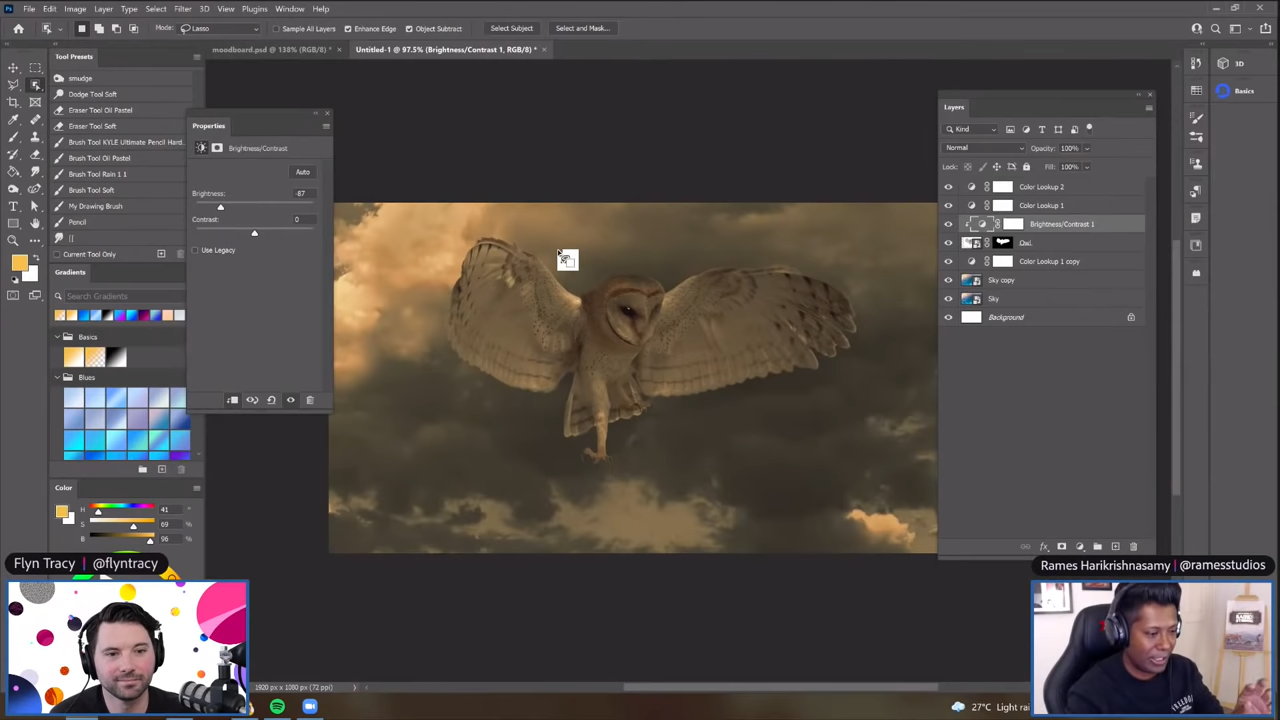 File Edit Image Layer Type Select Filter 3D View Plugins Window Help
Mode: Lasso Sample All Layers Enhance Edge Object Subtract Select Subject Select and Mask...
moodboard.psd @ 138% (RGB/8) * × Untitled-1 @ 97.5% (Brightness/Contrast 1, RGB/8) * ×
Tool Presets
smudge
Dodge Tool Soft
Eraser Tool Oil Pastel
Eraser Tool Soft
Brush Tool KYLE Ultimate Pencil Hard...
Brush Tool Oil Pastel
Brush Tool Rain 1 1
Brush Tool Soft
My Drawing Brush
Pencil
[[
Current Tool Only
Gradients
Search Gradients
Basics
Blues
Color
H 41 °
S 69 %
B 96 %
Properties
Brightness/Contrast
Auto
Brightness: -87
Contrast: 0
Use Legacy
3D
Basics
Layers
Kind
Normal Opacity: 100%
Lock: Fill: 100%
Color Lookup 2
Color Lookup 1
Brightness/Contrast 1
Owl
Color Lookup 1 copy
Sky copy
Sky
Background
fx
Flyn Tracy | @flyntracy
Rames Harikrishnasamy | @ramesstudios
1920 px x 1080 px (72 ppi)
27°C Light rai